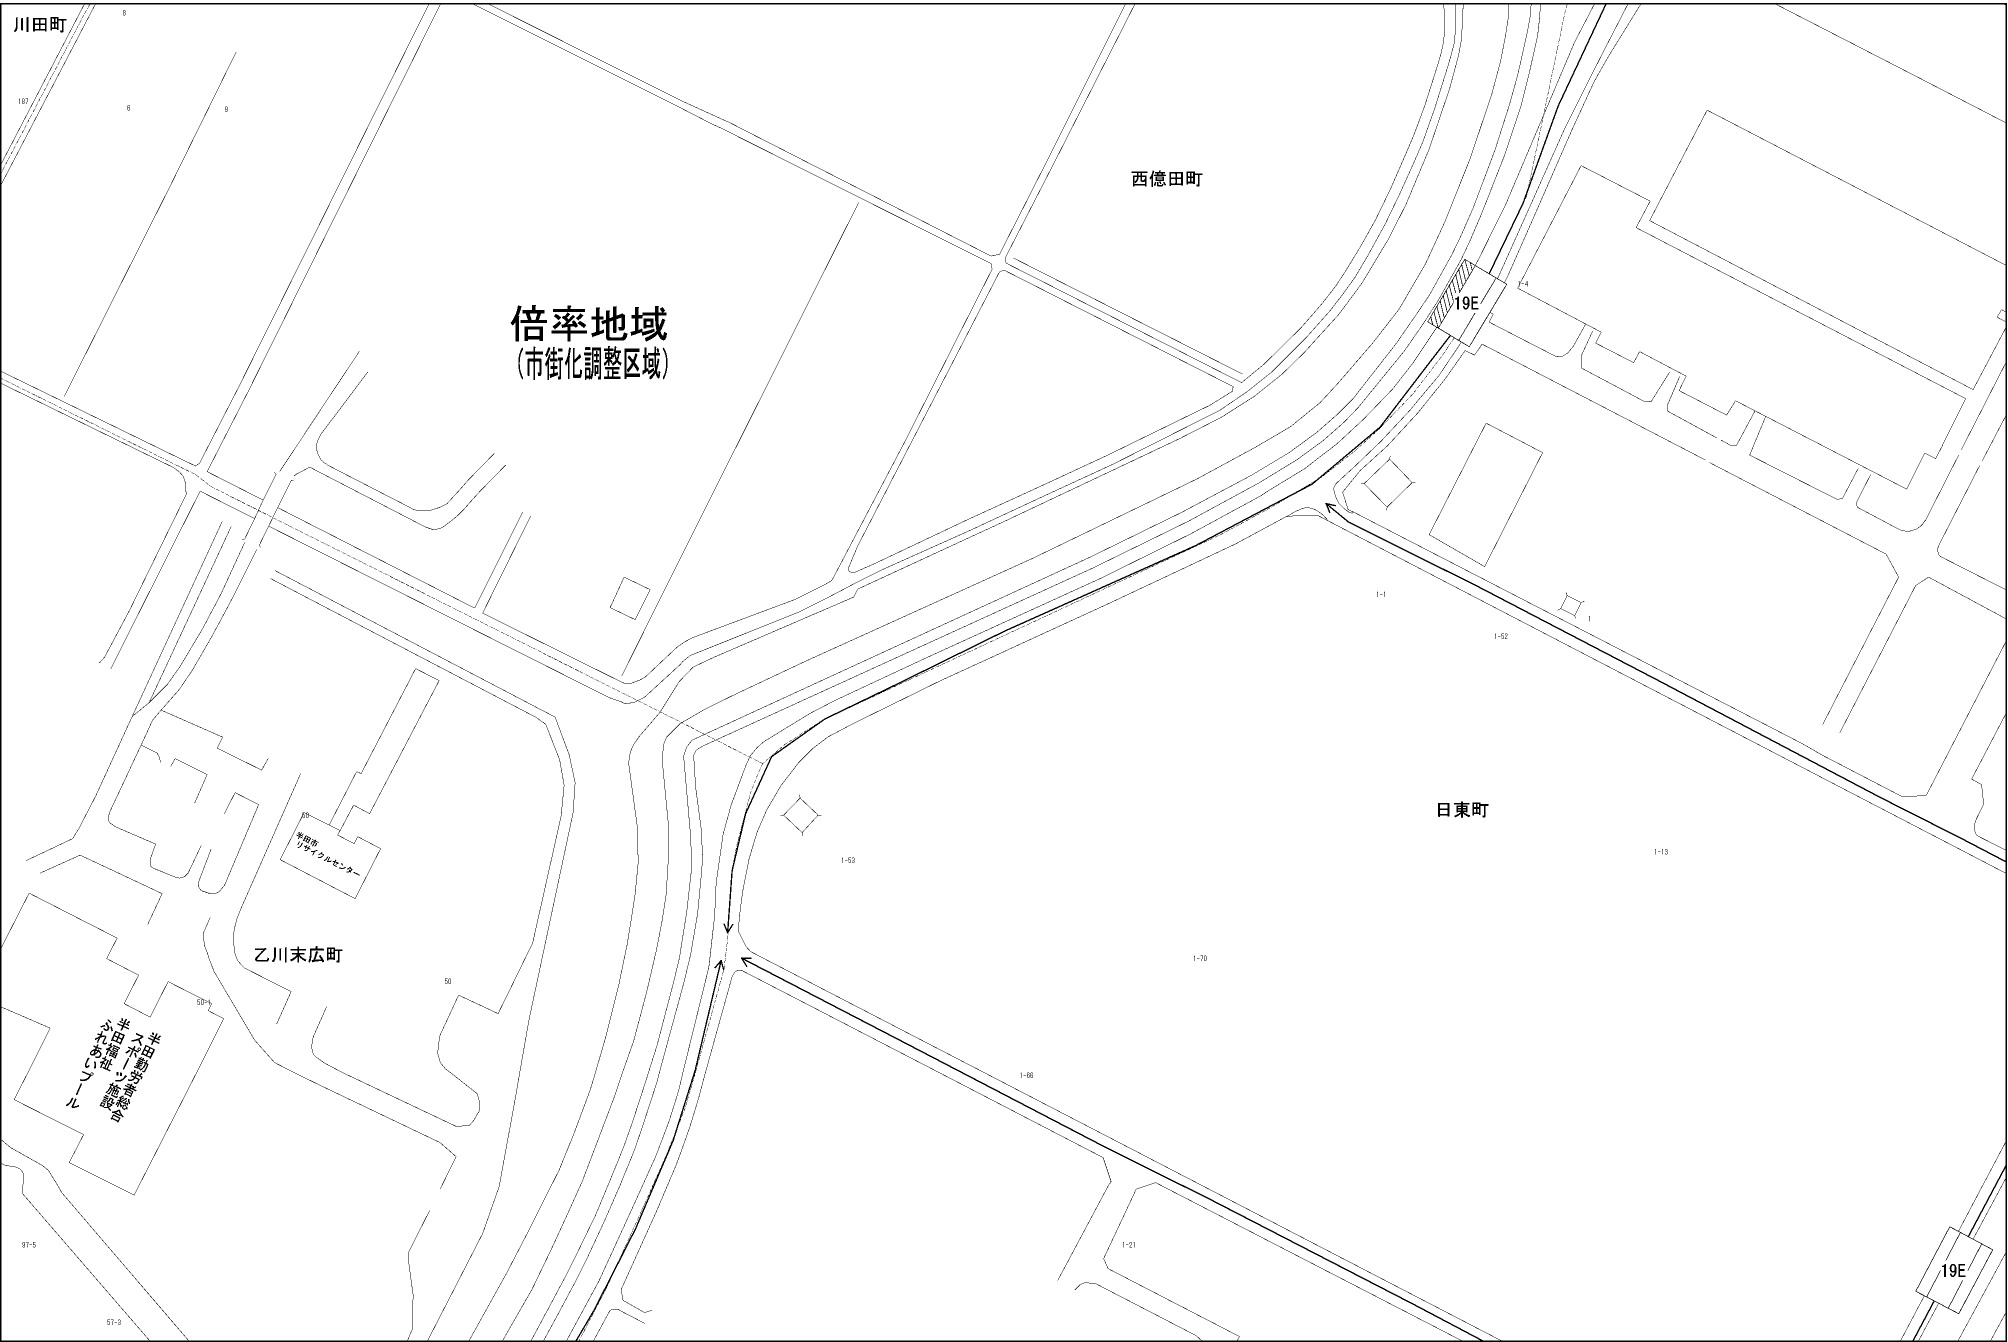 川田町
8
187
6
9
西億田町
倍率地域
(市街化調整区域)
19E
1-4
1-1
1-52
1
日東町
1-13
1-53
58
半田市
リサイクルセンター
乙川末広町
50
1-70
50-1
半田勤労者総合
スポーツ施設
半田福祉
ふれあいプール
1-66
97-5
1-21
19E
57-3